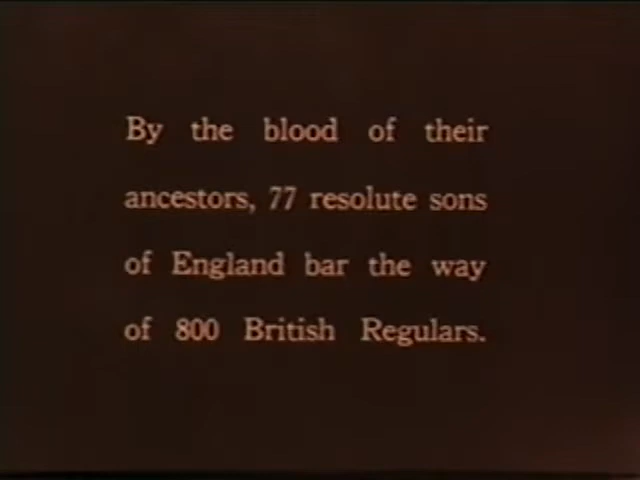 By the blood of their
ancestors, 77 resolute sons
of England bar the way
of 800 British Regulars.